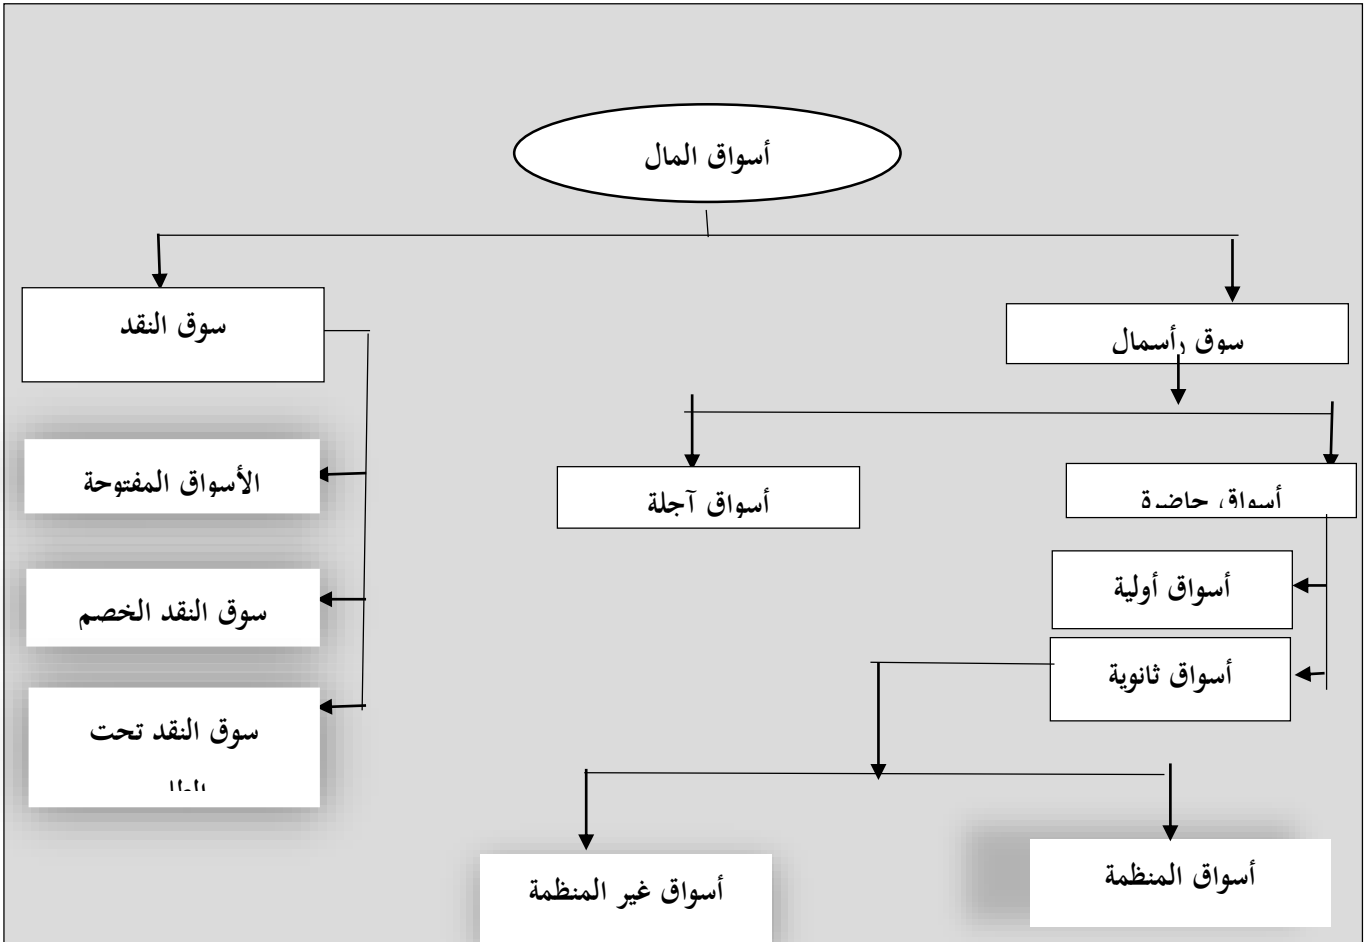 أسواق المال
سوق رأسمال
سوق النقد
أسواق آجلة
أسواق حاضرة
الأسواق المفتوحة
أسواق أولية
سوق النقد الخصم
أسواق ثانوية
سوق النقد تحت
أسواق المنظمة
أسواق غير المنظمة